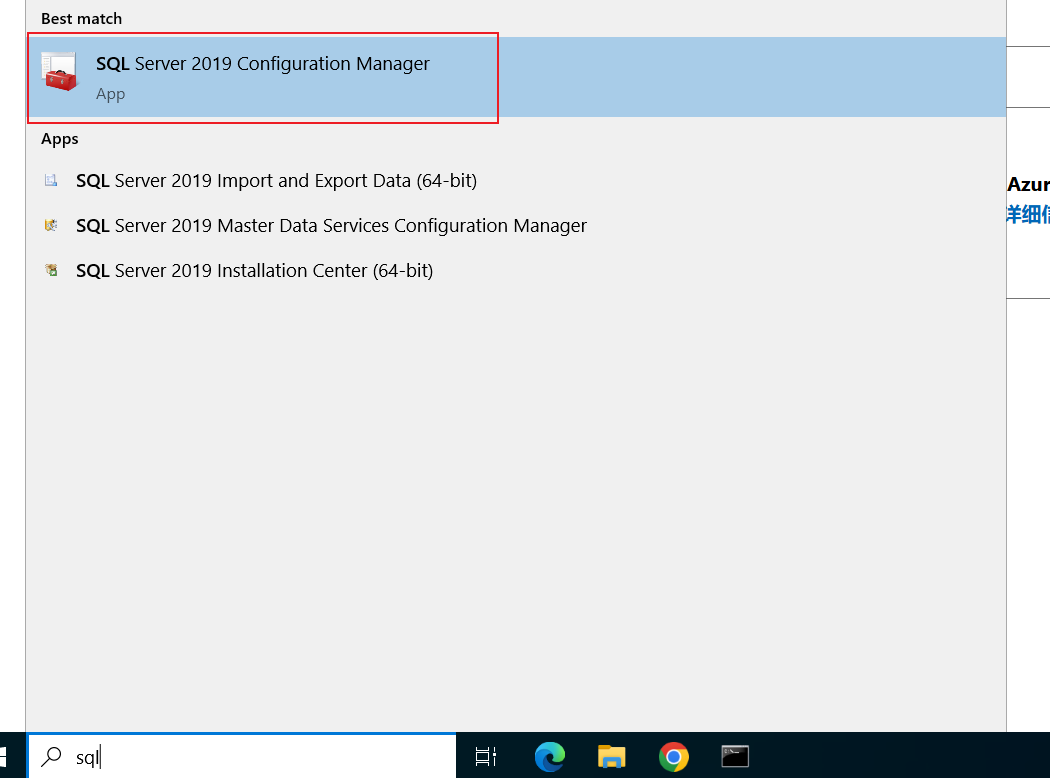 Best match
SQL Server 2019 Configuration Manager
App
Apps
SQL Server 2019 Import and Export Data (64-bit)
SQL Server 2019 Master Data Services Configuration Manager
SQL Server 2019 Installation Center (64-bit)
Azur
详细信
sql